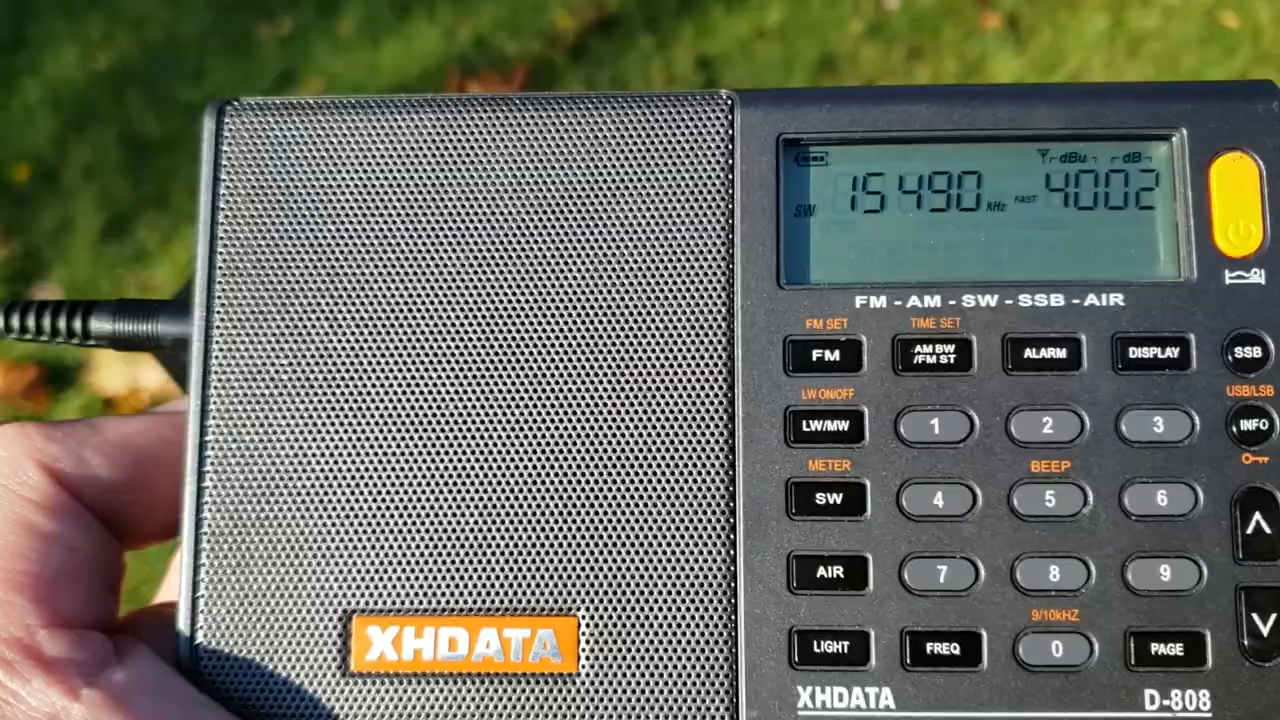 dBu dB
SW 15490 kHz FAST 4002
FM - AM - SW - SSB - AIR
FM SET TIME SET
FM AM BW /FM ST ALARM DISPLAY SSB
LW ON/OFF USB/LSB
LW/MW 1 2 3 INFO
METER BEEP
SW 4 5 6
AIR 7 8 9
9/10kHZ
LIGHT FREQ 0 PAGE
XHDATA
XHDATA D-808